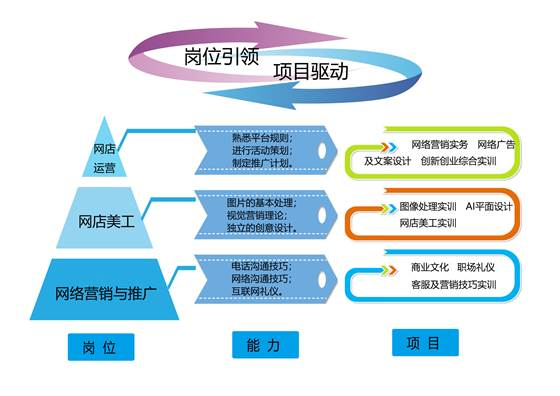 岗位引领
项目驱动
网店
运营
熟悉平台规则；
进行活动策划；
制定推广计划。
网络营销实务 网络广告
及文案设计 创新创业综合实训
网店美工
图片的基本处理；
视觉营销理论；
独立的创意设计。
图像处理实训 AI平面设计
网店美工实训
网络营销与推广
电话沟通技巧；
网络沟通技巧；
互联网礼仪。
商业文化 职场礼仪
客服及营销技巧实训
岗位
能力
项目